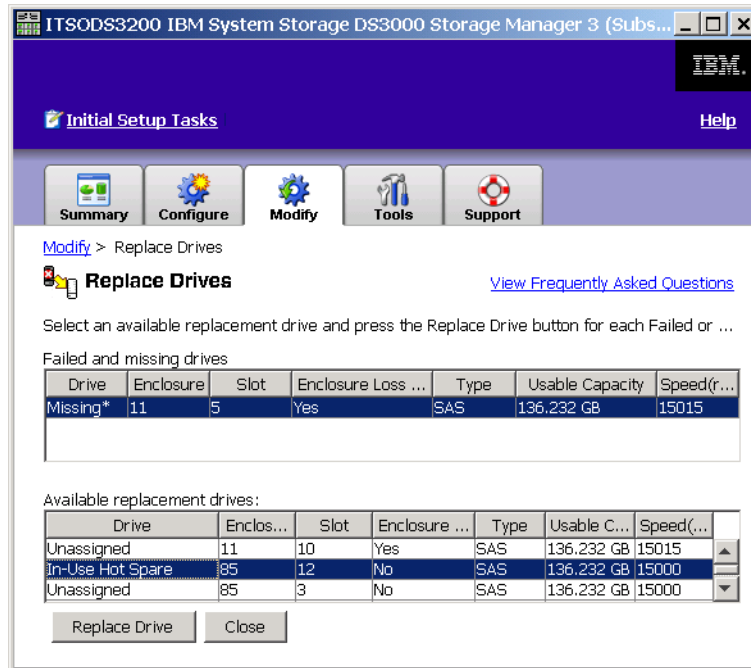 ITSODS3200 IBM System Storage DS3000 Storage Manager 3 (Subs...
IBM.
Initial Setup Tasks Help
Summary Configure Modify Tools Support
Modify > Replace Drives
Replace Drives View Frequently Asked Questions
Select an available replacement drive and press the Replace Drive button for each Failed or ...
Failed and missing drives
Drive Enclosure Slot Enclosure Loss ... Type Usable Capacity Speed(r...
Missing* 11 5 Yes SAS 136.232 GB 15015
Available replacement drives:
Drive Enclos... Slot Enclosure ... Type Usable C... Speed(...
Unassigned 11 10 Yes SAS 136.232 GB 15015
In-Use Hot Spare 85 12 No SAS 136.232 GB 15000
Unassigned 85 3 No SAS 136.232 GB 15000
Replace Drive Close